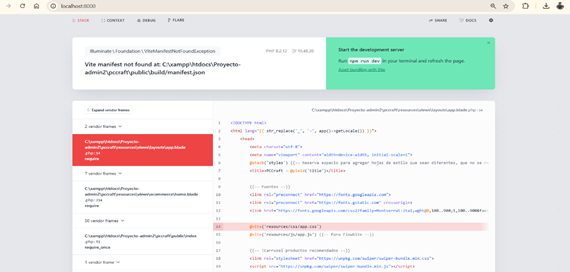 localhost:8000
STACK CONTEXT DEBUG FLARE SHARE DOCS
Illuminate\Foundation\ViteManifestNotFoundException
PHP 8.2.12 10.48.20
Vite manifest not found at: C:\xampp\htdocs\Proyecto-admin2\pccraft\public\build/manifest.json
Start the development server
Run npm run dev in your terminal and refresh the page.
Asset bundling with Vite
Expand vendor frames
2 vendor frames
C:\xampp\htdocs\Proyecto-admin2\pccraft\resources\views\layouts\app.blade
.php
require
7 vendor frames
C:\xampp\htdocs\Proyecto-admin2\pccraft\resources\views\ecommerce\home.blade
.php
require
50 vendor frames
C:\xampp\htdocs\Proyecto-admin2\pccraft\public\index
.php:51
require_once
1 vendor frame
C:\xampp\htdocs\Proyecto-admin2\pccraft\resources\views\layouts\app.blade.php
<!DOCTYPE html>
<html lang="{{ str_replace('_', '-', app()->getLocale()) }}">
<head>
<meta charset="utf-8">
<meta name="viewport" content="width=device-width, initial-scale=1">
@stack('styles') {{-- Reserva espacio para agregar hojas de estilo que sean diferentes, que no se
<title>PCCraft - @yield('title')</title>
{{-- Fuentes --}}
<link rel="preconnect" href="https://fonts.googleapis.com">
<link rel="preconnect" href="https://fonts.gstatic.com" crossorigin>
<link href="https://fonts.googleapis.com/css2?family=Montserrat:ital,wght@0,100..900;1,100..900&
@vite('resources/css/app.css')
@vite('resources/js/app.js') {{-- Para flowbite --}}
{{-- Carrusel productos recomendados --}}
<link rel="stylesheet" href="https://unpkg.com/swiper/swiper-bundle.min.css">
<script src="https://unpkg.com/swiper/swiper-bundle.min.js"></script>